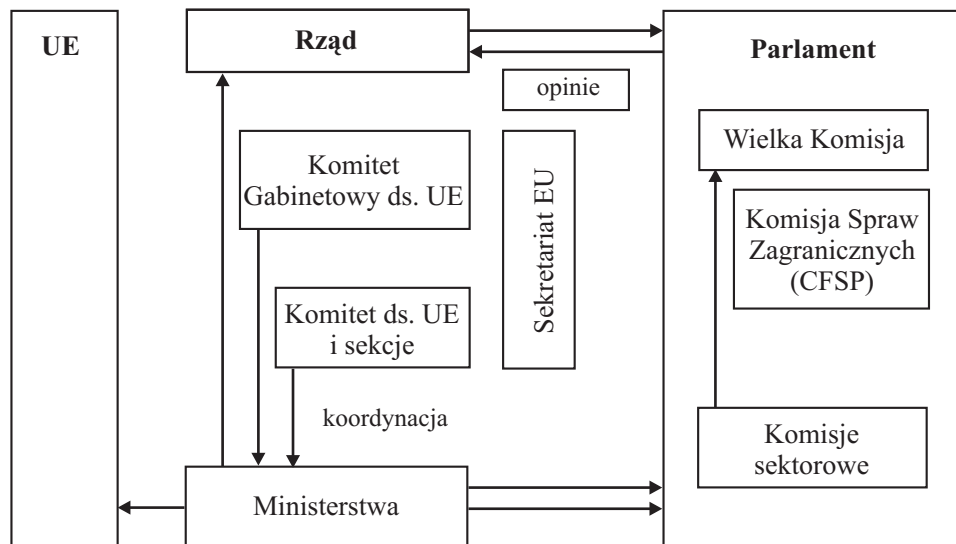 UE
Rząd
Parlament
opinie
Wielka Komisja
Komitet
Gabinetowy ds. UE
Sekretariat EU
Komisja Spraw
Zagranicznych
(CFSP)
Komitet ds. UE
i sekcje
koordynacja
Komisje
sektorowe
Ministerstwa